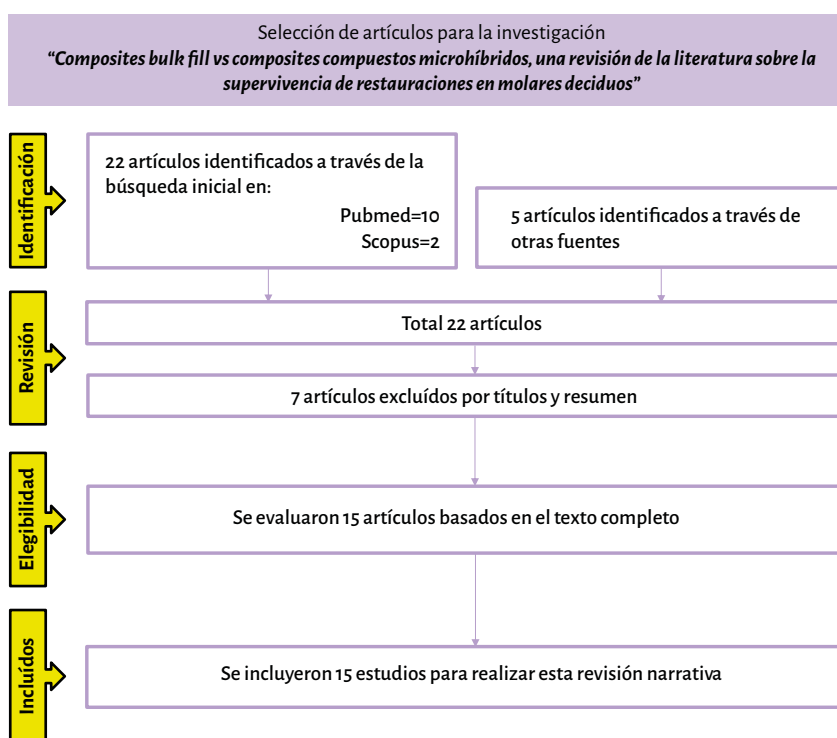 Selección de artículos para la investigación
“Composites bulk fill vs composites compuestos microhíbridos, una revisión de la literatura sobre la
supervivencia de restauraciones en molares deciduos”
Identificación
22 artículos identificados a través de la
búsqueda inicial en:
Pubmed=10
Scopus=2
5 artículos identificados a través de
otras fuentes
Revisión
Total 22 artículos
7 artículos excluídos por títulos y resumen
Elegibilidad
Se evaluaron 15 artículos basados en el texto completo
Incluídos
Se incluyeron 15 estudios para realizar esta revisión narrativa